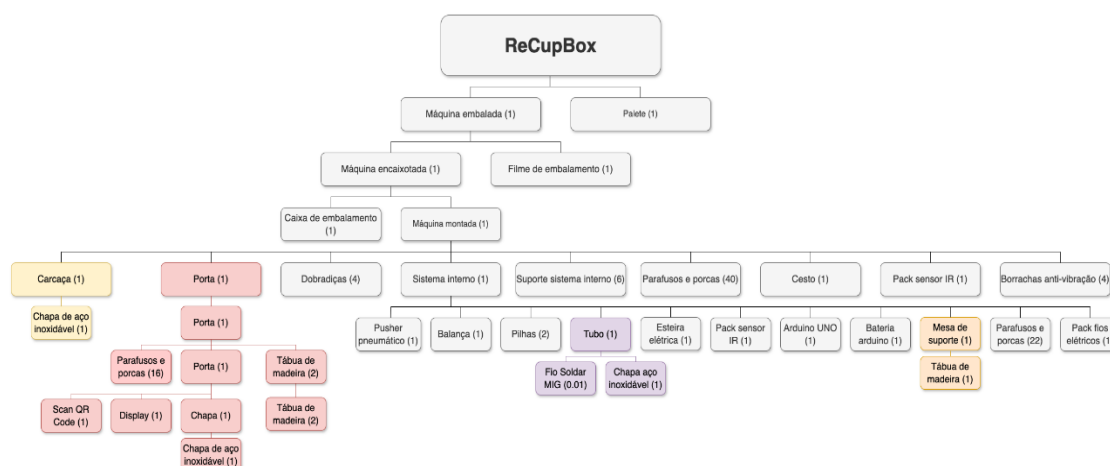 ReCupBox
Máquina embalada (1)
Palete (1)
Máquina encaixotada (1)
Filme de embalamento (1)
Caixa de embalamento
(1)
Máquina montada (1)
Carcaça (1)
Porta (1)
Dobradiças (4)
Sistema interno (1)
Suporte sistema interno (6)
Parafusos e porcas (40)
Cesto (1)
Pack sensor IR (1)
Borrachas anti-vibração (4)
Chapa de aço
inoxidável (1)
Porta (1)
Pusher
pneumático (1)
Balança (1)
Pilhas (2)
Tubo (1)
Esteira
elétrica (1)
Pack sensor
IR (1)
Arduino UNO
(1)
Bateria
arduino (1)
Mesa de
suporte (1)
Parafusos e
porcas (22)
Pack fios
elétricos (1)
Parafusos e
porcas (16)
Porta (1)
Tábua de
madeira (2)
Fio Soldar
MIG (0.01)
Chapa aço
inoxidável (1)
Tábua de
madeira (1)
Scan QR
Code (1)
Display (1)
Chapa (1)
Tábua de
madeira (2)
Chapa de aço
inoxidável (1)